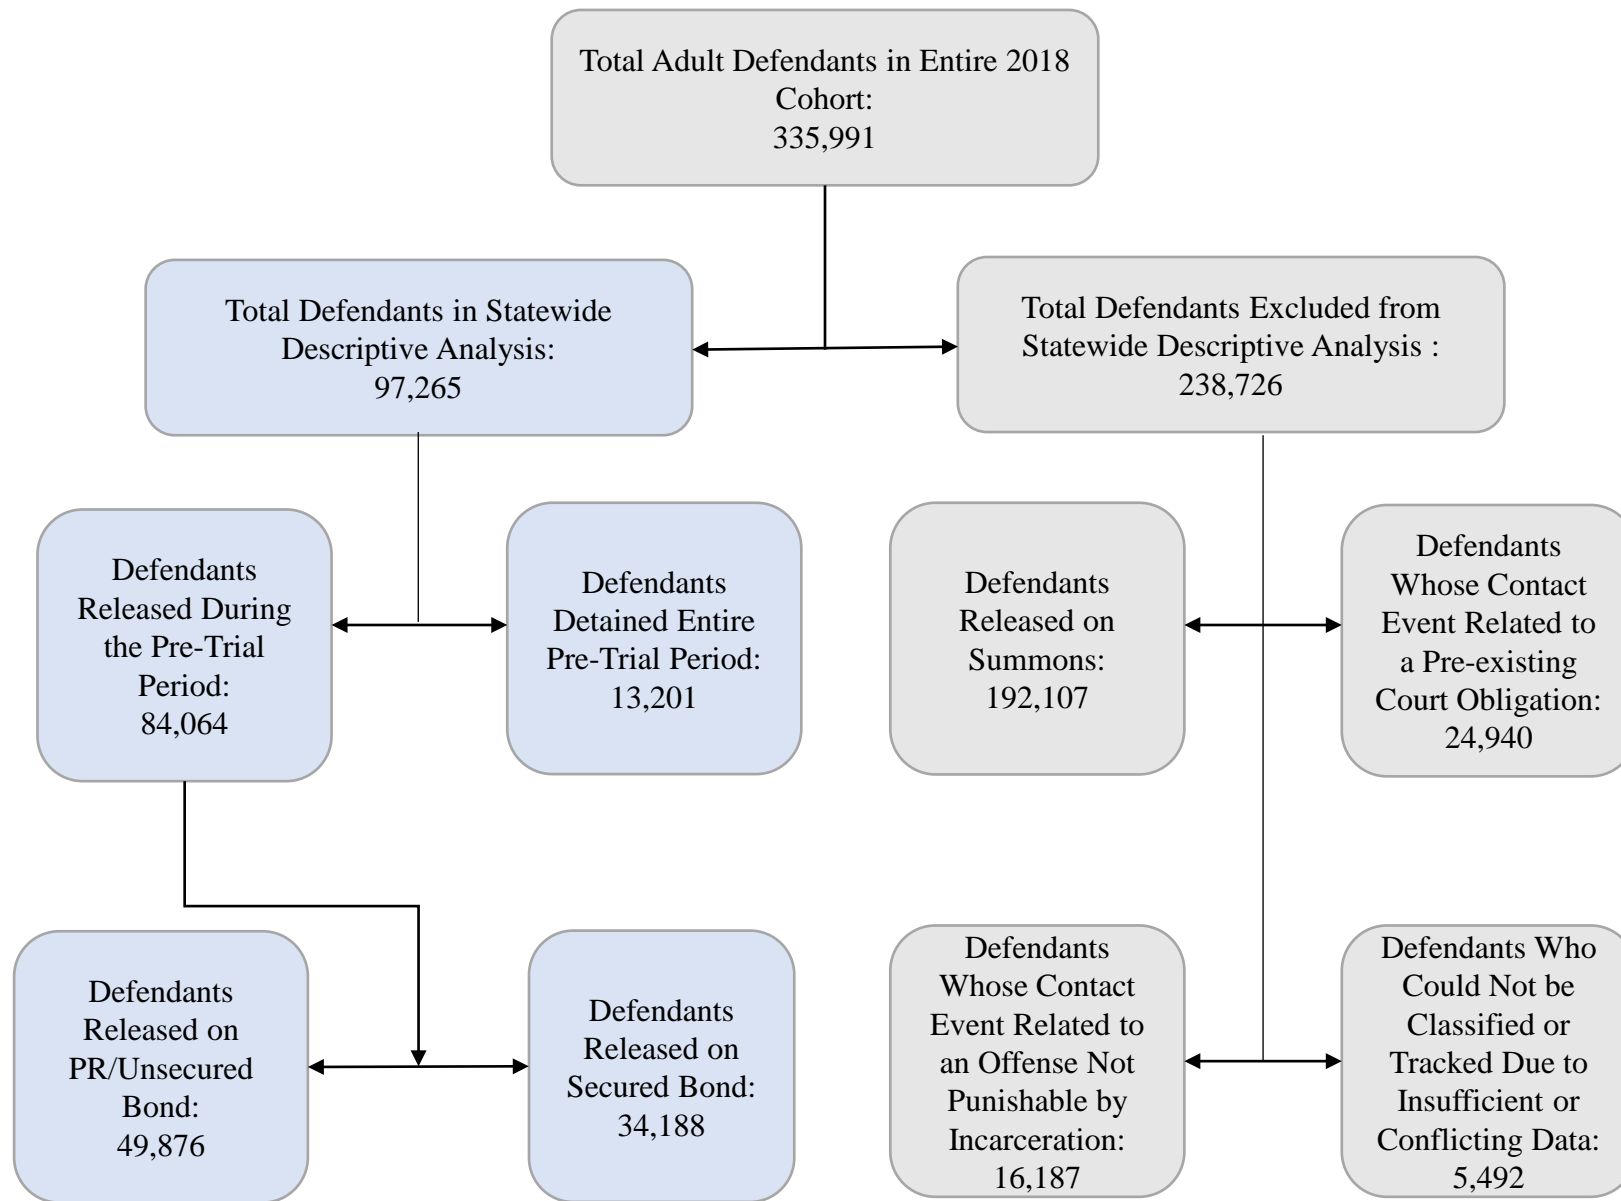 Total Adult Defendants in Entire 2018
Cohort:
335,991
Total Defendants in Statewide
Descriptive Analysis:
97,265
Total Defendants Excluded from
Statewide Descriptive Analysis :
238,726
Defendants
Released During
the Pre-Trial
Period:
84,064
Defendants
Detained Entire
Pre-Trial Period:
13,201
Defendants
Released on
Summons:
192,107
Defendants
Whose Contact
Event Related to
a Pre-existing
Court Obligation:
24,940
Defendants
Released on
PR/Unsecured
Bond:
49,876
Defendants
Released on
Secured Bond:
34,188
Defendants
Whose Contact
Event Related to
an Offense Not
Punishable by
Incarceration:
16,187
Defendants Who
Could Not be
Classified or
Tracked Due to
Insufficient or
Conflicting Data:
5,492